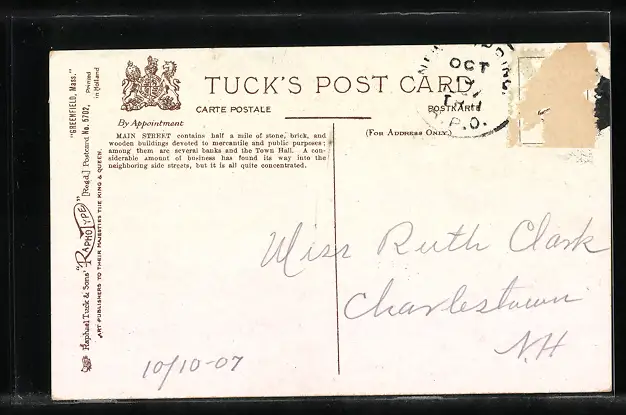 TUCK'S POST CARD
CARTE POSTALE
POSTKARTE
By Appointment
(FOR ADDRESS ONLY)
MAIN STREET contains half a mile of stone, brick, and
wooden buildings devoted to mercantile and public purposes;
among them are several banks and the Town Hall. A con-
siderable amount of business has found its way into the
neighboring side streets, but it is all quite concentrated.
"GREENFIELD, Mass."
Printed
in Holland
Raphael Tuck & Sons' "RAPHOTYPE" [Regd.] Postcard No. 5702,
ART PUBLISHERS TO THEIR MAJESTIES THE KING & QUEEN.
OCT
P.O.
Miss Ruth Clark
Charlestown
NH
10/10-07